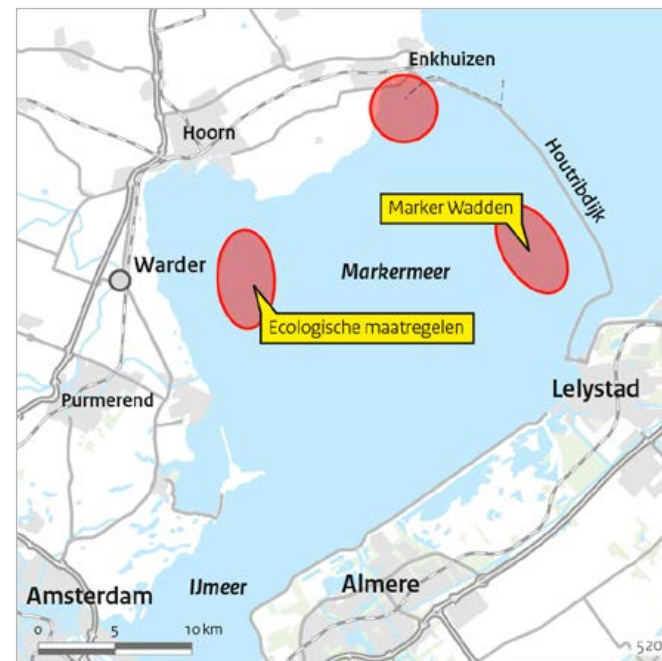 Enkhuizen
Hoorn
Houtribdijk
Marker Wadden
Warder
Markermeer
Ecologische maatregelen
Lelystad
Purmerend
IJmeer
Almere
Amsterdam
0 5 10 km
520